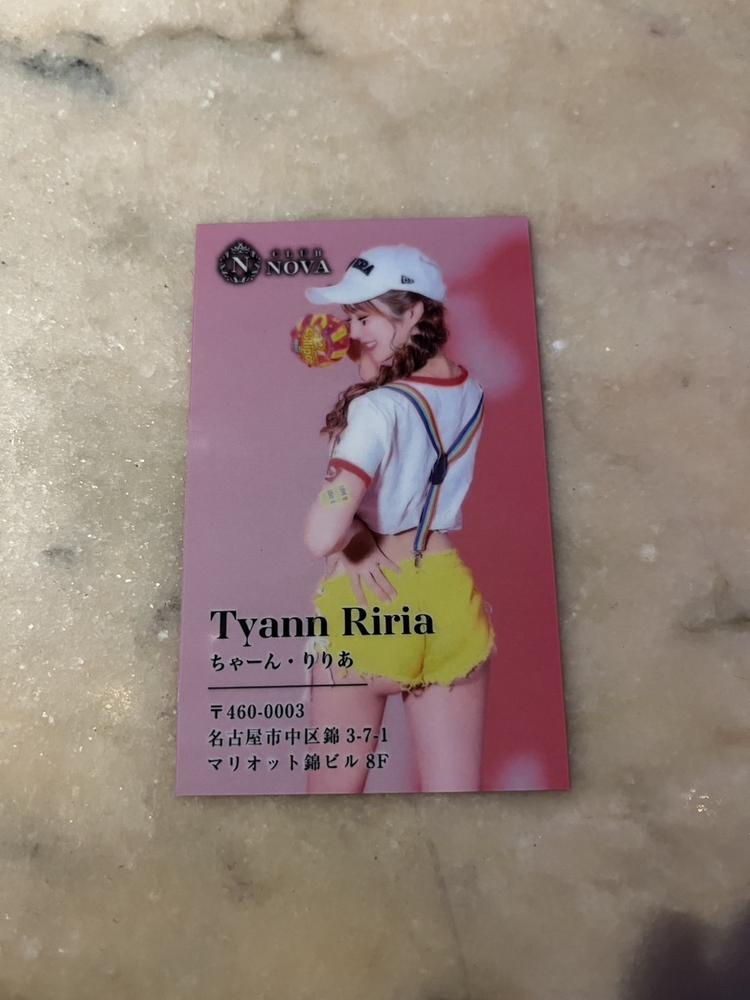 N
CLUB
NOVA
Tyann Riria
ちゃーん・りりあ
〒460-0003
名古屋市中区錦 3-7-1
マリオット錦ビル 8F